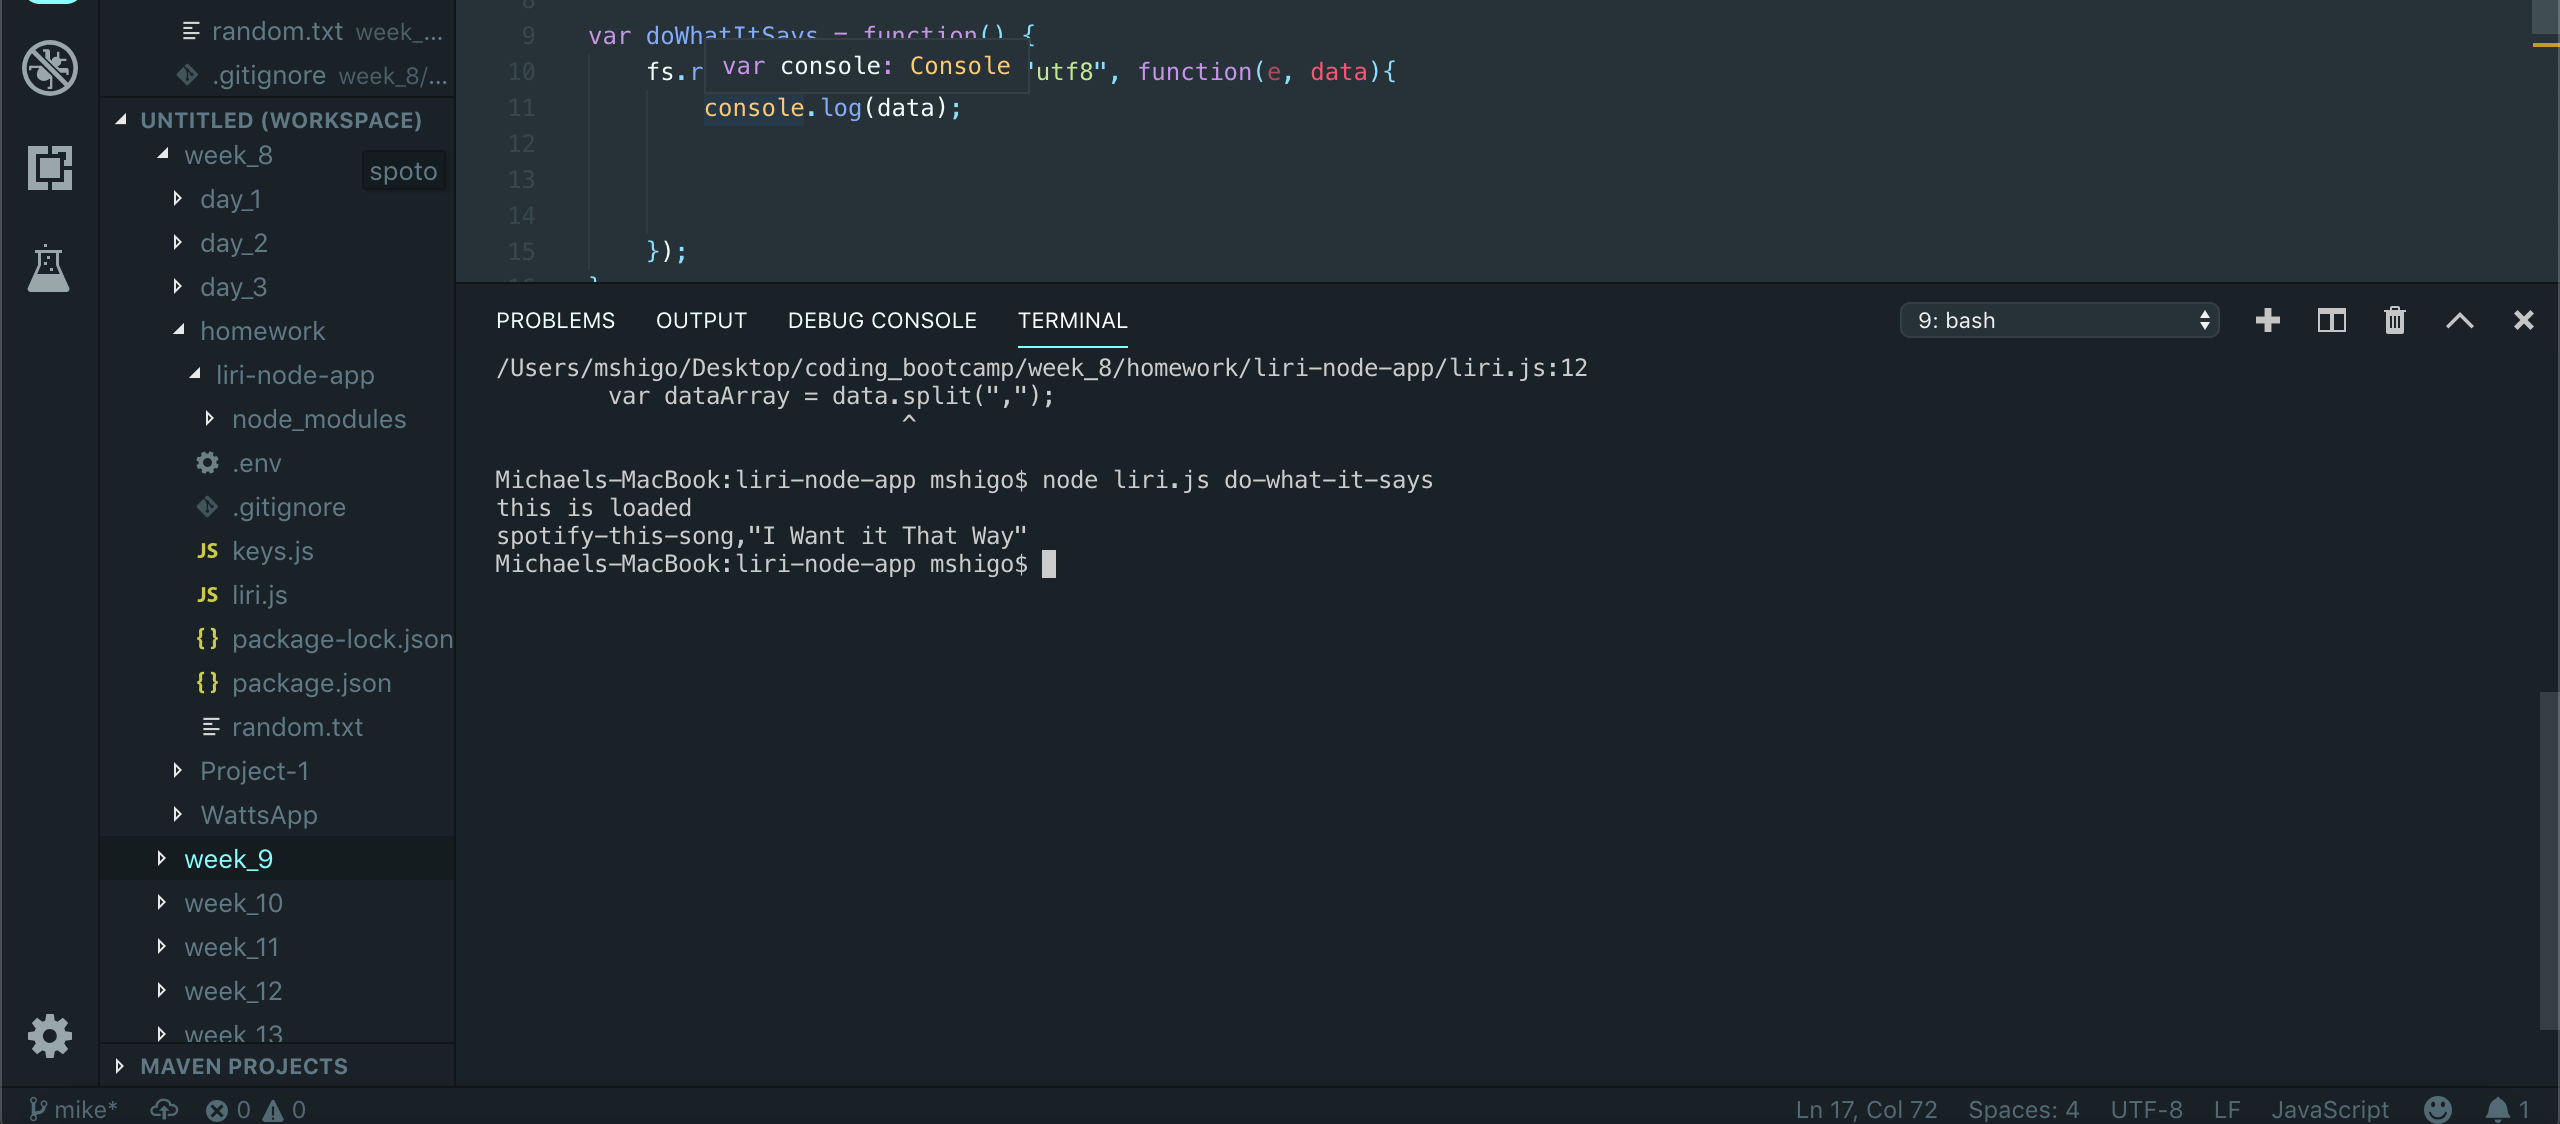 random.txt week_...
.gitignore week_8/...
UNTITLED (WORKSPACE)
week_8
spoto
day_1
day_2
day_3
homework
liri-node-app
node_modules
.env
.gitignore
JS keys.js
JS liri.js
{} package-lock.json
{} package.json
random.txt
Project-1
WattsApp
week_9
week_10
week_11
week_12
week_13
MAVEN PROJECTS
8
9 var doWhatItSays = function() {
var console: Console
10 fs.r "utf8", function(e, data){
11 console.log(data);
12
13
14
15 });
16 }
PROBLEMS OUTPUT DEBUG CONSOLE TERMINAL 9: bash
/Users/mshigo/Desktop/coding_bootcamp/week_8/homework/liri-node-app/liri.js:12
var dataArray = data.split(",");
^
Michaels-MacBook:liri-node-app mshigo$ node liri.js do-what-it-says
this is loaded
spotify-this-song,"I Want it That Way"
Michaels-MacBook:liri-node-app mshigo$
mike* 0 0 Ln 17, Col 72 Spaces: 4 UTF-8 LF JavaScript 1